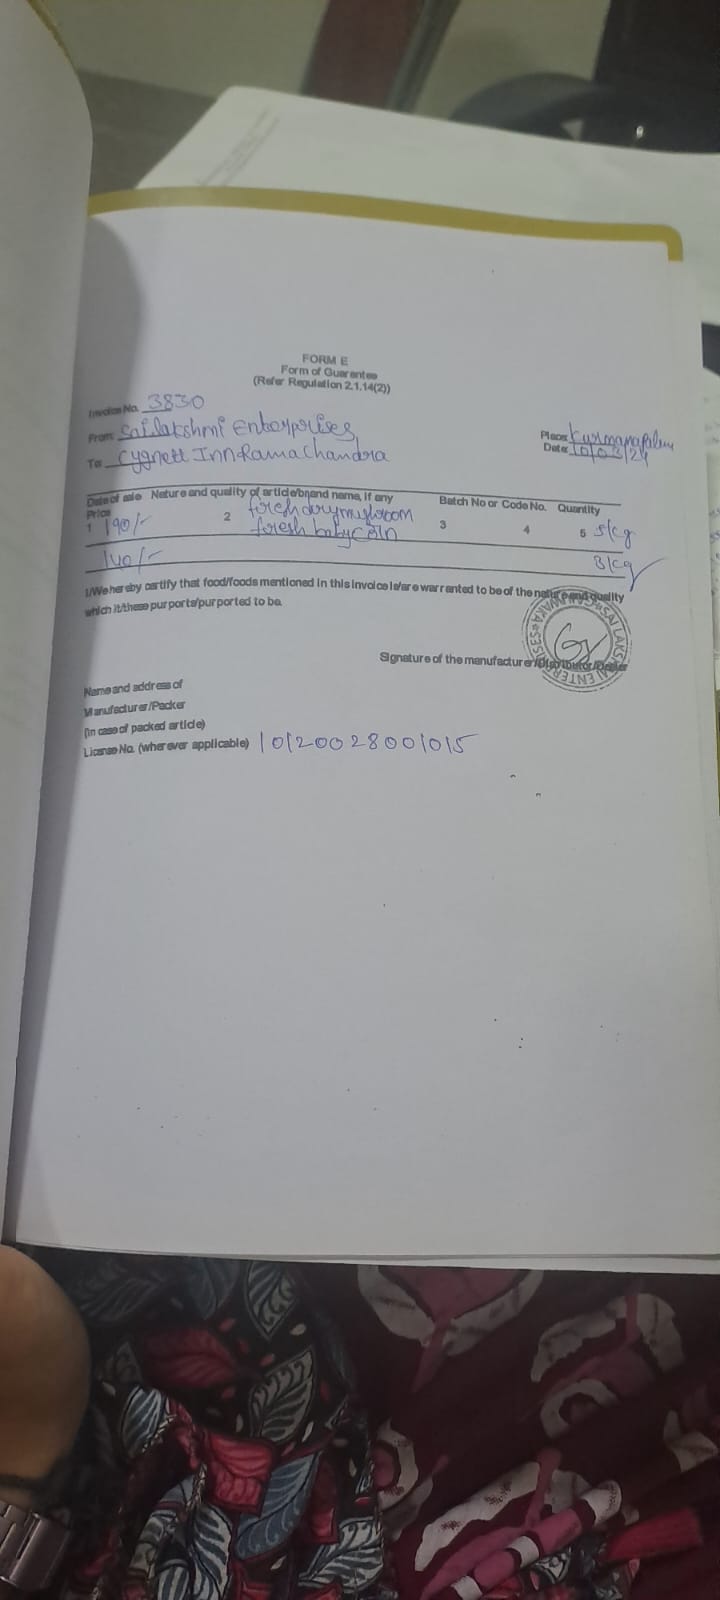 FORM E
Form of Guarantee
(Refer Regulation 2.1.14(2))
Invoice No. 3830
From: Sailakshmi Enterprises
Place: Kurmanapalem
To: Cygnett Inn Ramachandra
Date: 10/03/24
Date of sale Nature and quality of article/brand name, if any Batch No or Code No. Quantity
Price
1 190/- 2 fresh dry mushroom 3 4 5 5kg
fresh baby corn
140/- 3kg
I/We hereby certify that food/foods mentioned in this invoice is/are warranted to be of the nature and quality
which it/these purports/purported to be.
Signature of the manufacturer/Distributor/Dealer
Name and address of
Manufacturer/Packer
(in case of packed article)
License No. (wherever applicable) 10120028001015